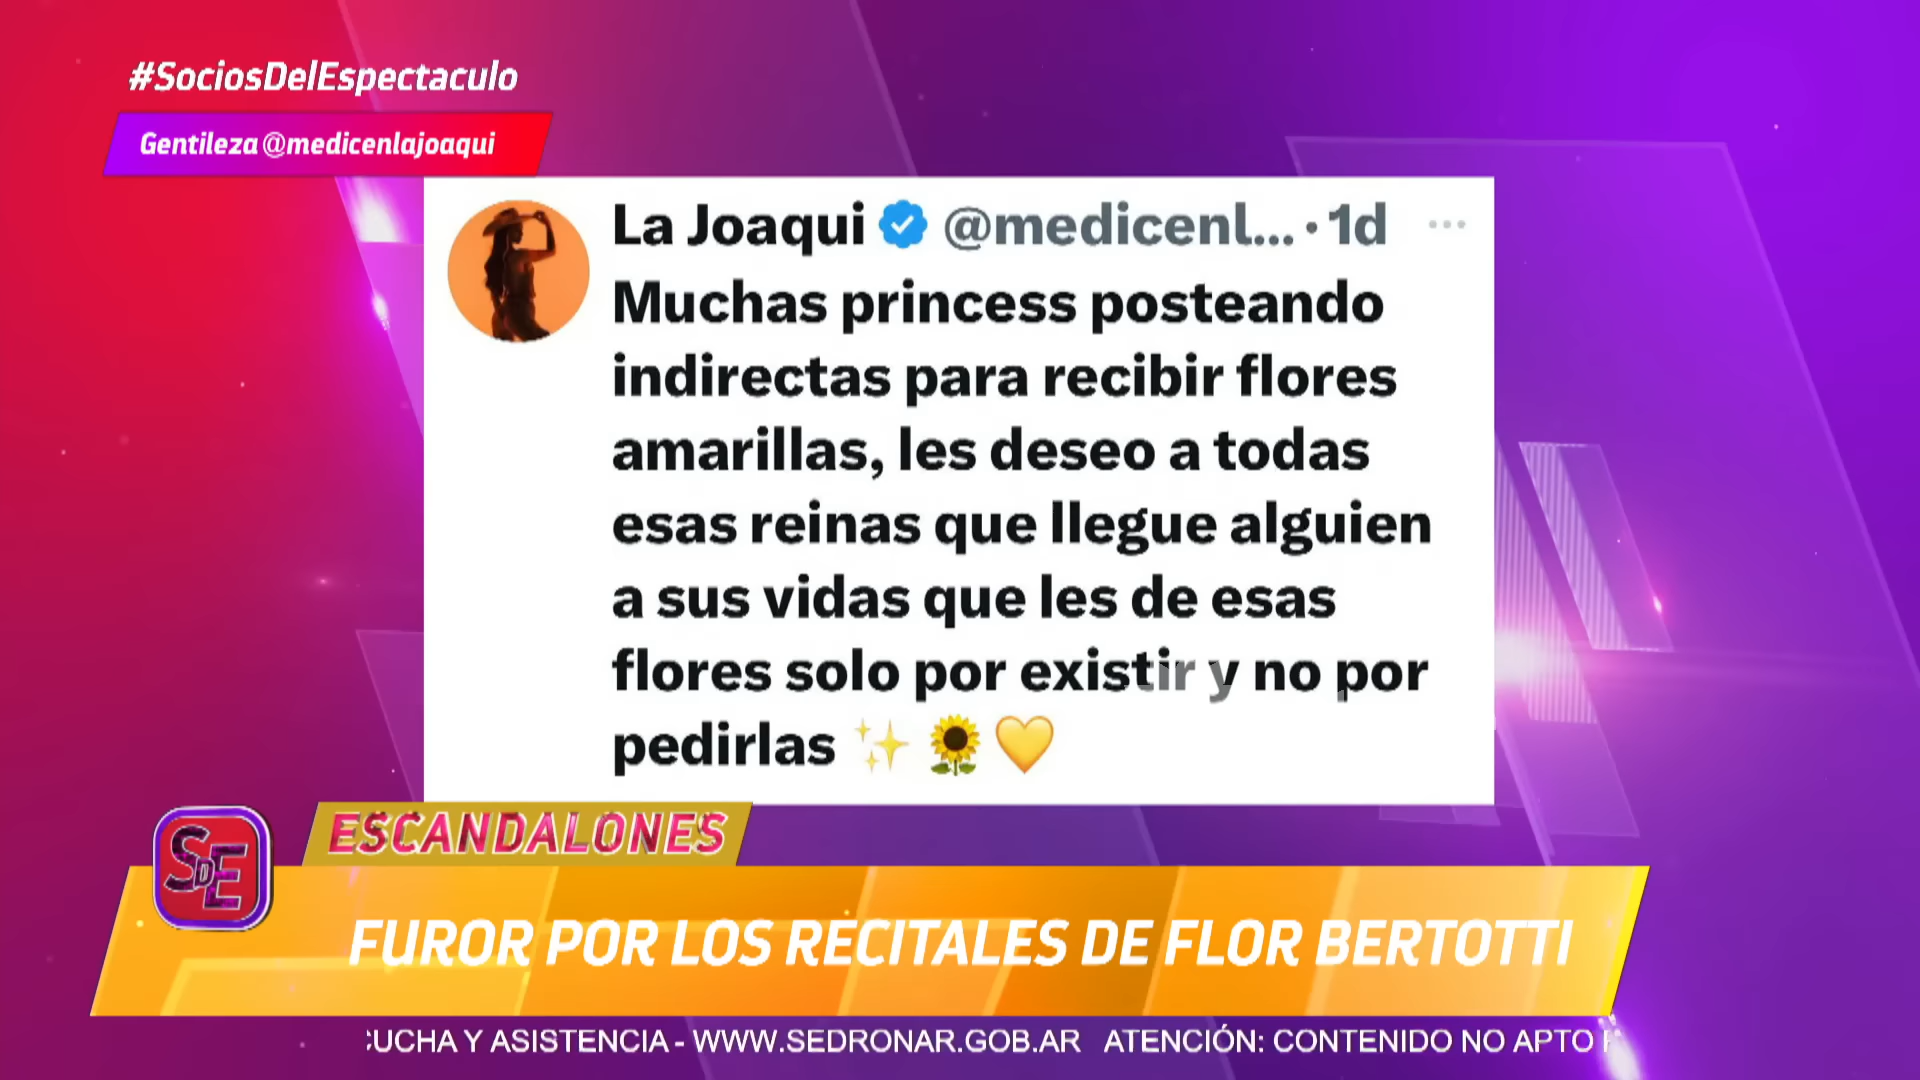 #SociosDelEspectaculo
Gentileza @medicenlajoaqui
La Joaqui @medicenl... · 1d
Muchas princess posteando
indirectas para recibir flores
amarillas, les deseo a todas
esas reinas que llegue alguien
a sus vidas que les de esas
flores solo por existir y no por
pedirlas ✨ 🌻 💛
SDE
ESCANDALONES
FUROR POR LOS RECITALES DE FLOR BERTOTTI
CUCHA Y ASISTENCIA - WWW.SEDRONAR.GOB.AR ATENCIÓN: CONTENIDO NO APTO